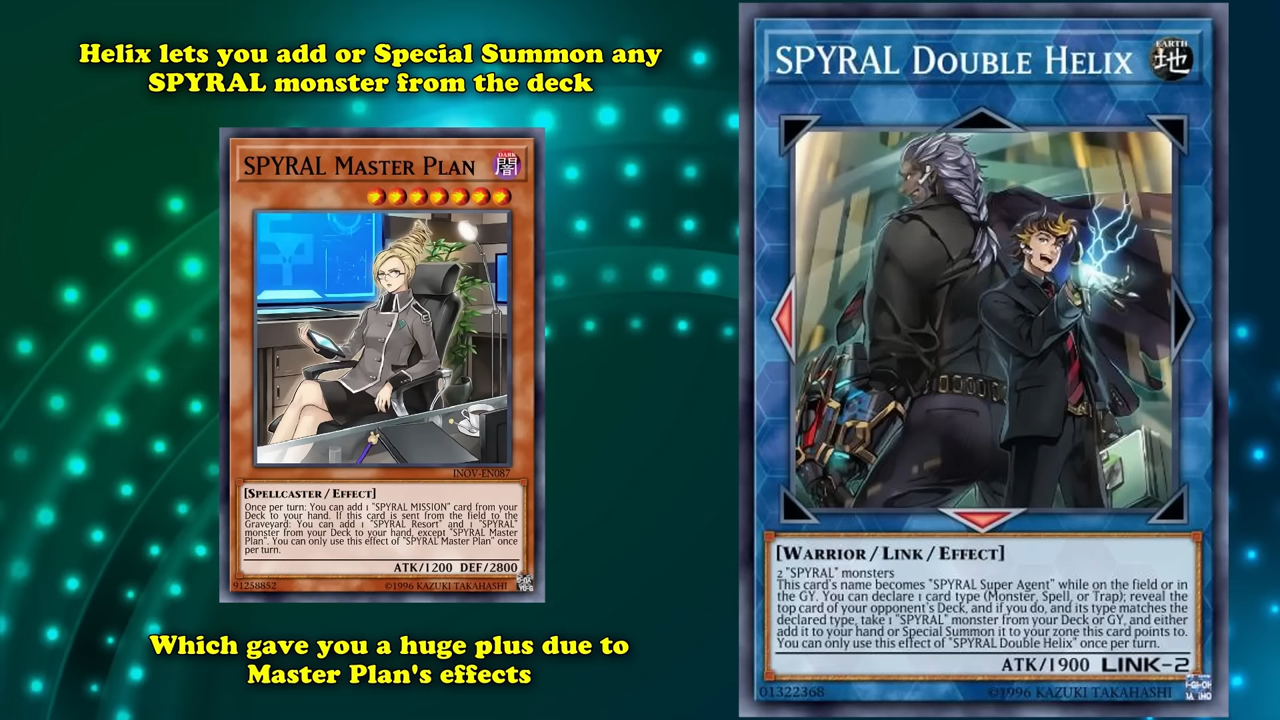 Helix lets you add or Special Summon any
SPYRAL monster from the deck
SPYRAL Master Plan
DARK
闇
INOV-EN087
[Spellcaster / Effect]
Once per turn: You can add 1 "SPYRAL MISSION" card from your
Deck to your hand. If this card is sent from the field to the
Graveyard: You can add 1 "SPYRAL Resort" and 1 "SPYRAL"
monster from your Deck to your hand, except "SPYRAL Master
Plan". You can only use this effect of "SPYRAL Master Plan" once
per turn.
ATK/1200 DEF/2800
91258852
©1996 KAZUKI TAKAHASHI
Which gave you a huge plus due to
Master Plan's effects
SPYRAL Double Helix
EARTH
地
[Warrior / Link / Effect]
2 "SPYRAL" monsters
This card's name becomes "SPYRAL Super Agent" while on the field or in
the GY. You can declare 1 card type (Monster, Spell, or Trap); reveal the
top card of your opponent's Deck, and if you do, and its type matches the
declared type, take 1 "SPYRAL" monster from your Deck or GY, and either
add it to your hand or Special Summon it to your zone this card points to.
You can only use this effect of "SPYRAL Double Helix" once per turn.
ATK/1900 LINK-2
01322368
©1996 KAZUKI TAKAHASHI